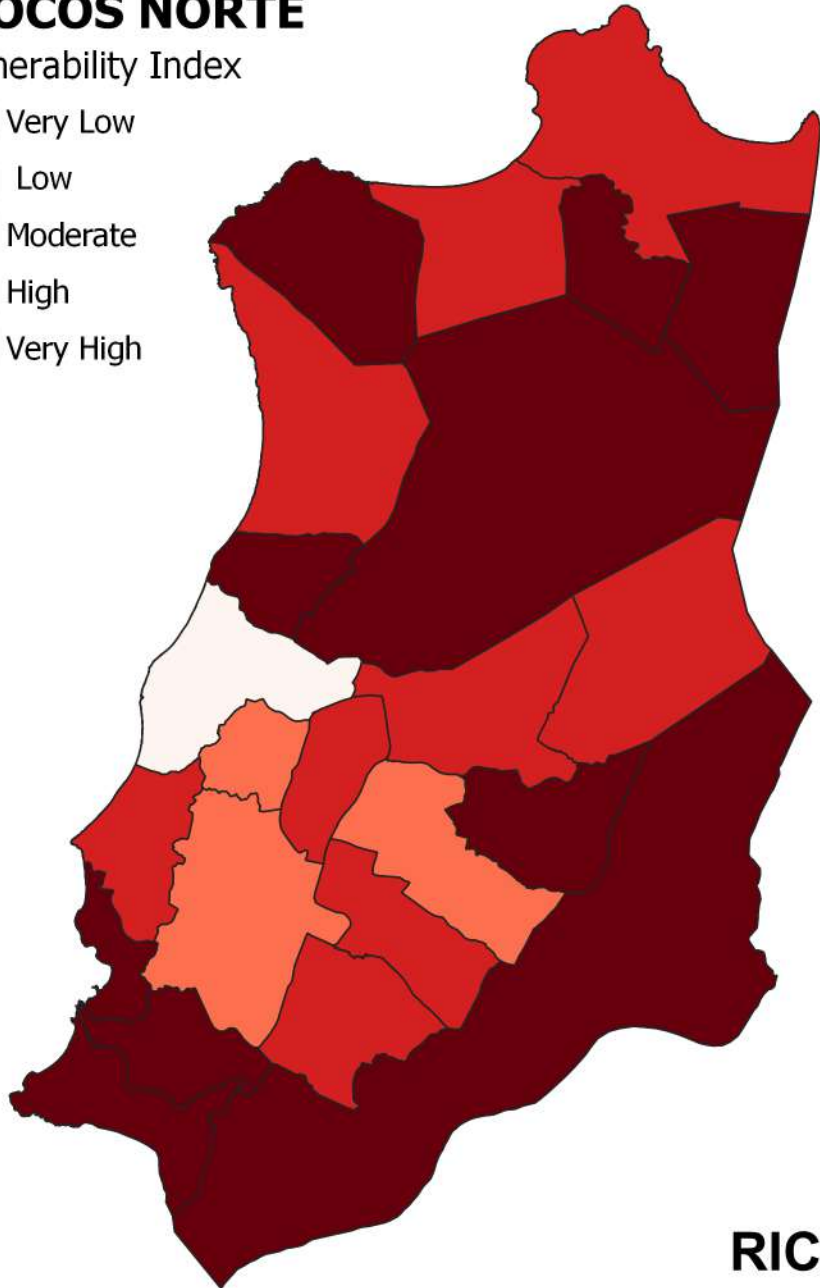 OCOS NORTE
nerability Index
Very Low
Low
Moderate
High
Very High
RIC